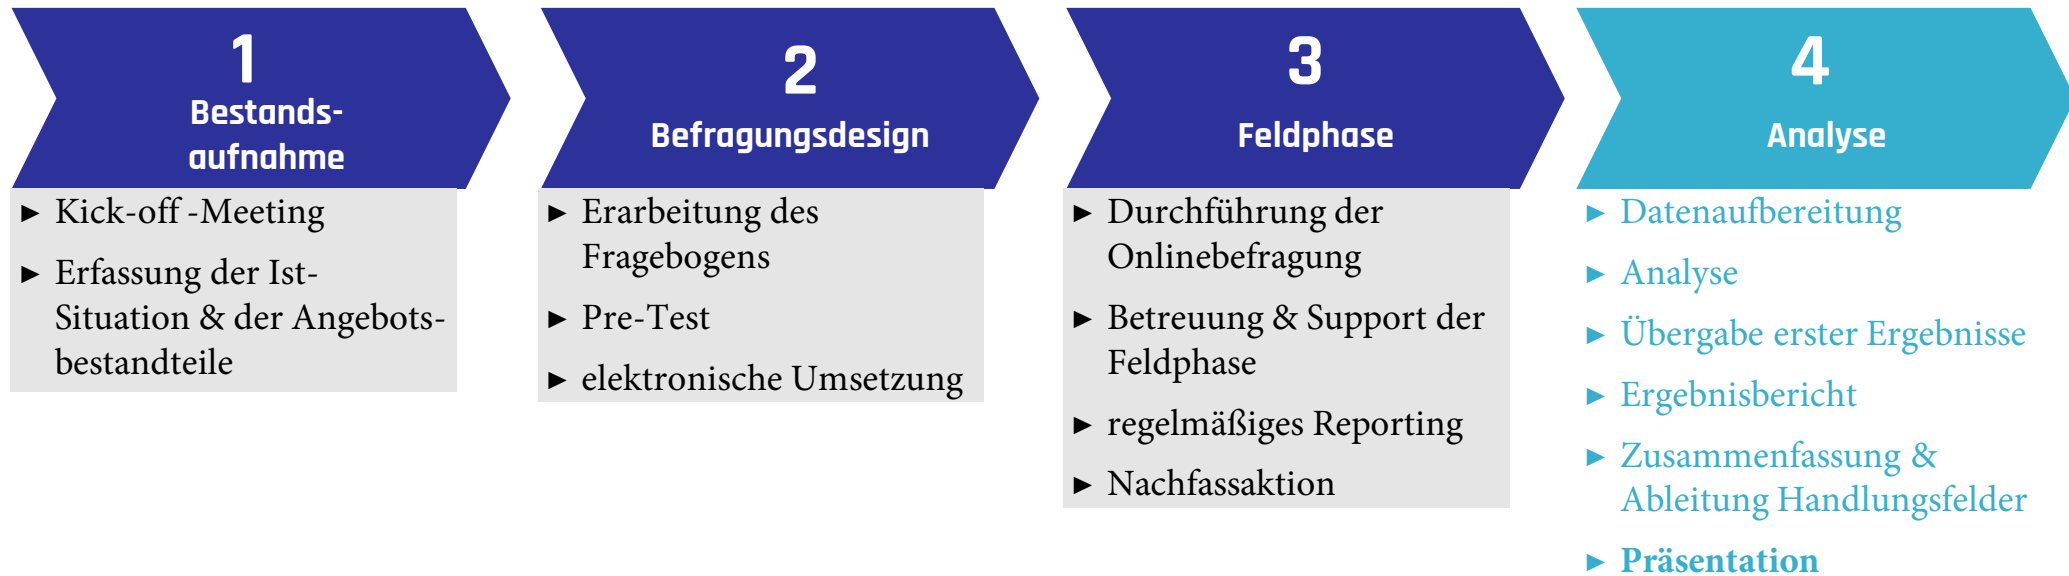 1
Bestands-
aufnahme
► Kick-off -Meeting
► Erfassung der Ist-
Situation & der Angebots-
bestandteile
2
Befragungsdesign
► Erarbeitung des
Fragebogens
► Pre-Test
► elektronische Umsetzung
3
Feldphase
► Durchführung der
Onlinebefragung
► Betreuung & Support der
Feldphase
► regelmäßiges Reporting
► Nachfassaktion
4
Analyse
► Datenaufbereitung
► Analyse
► Übergabe erster Ergebnisse
► Ergebnisbericht
► Zusammenfassung &
Ableitung Handlungsfelder
► Präsentation